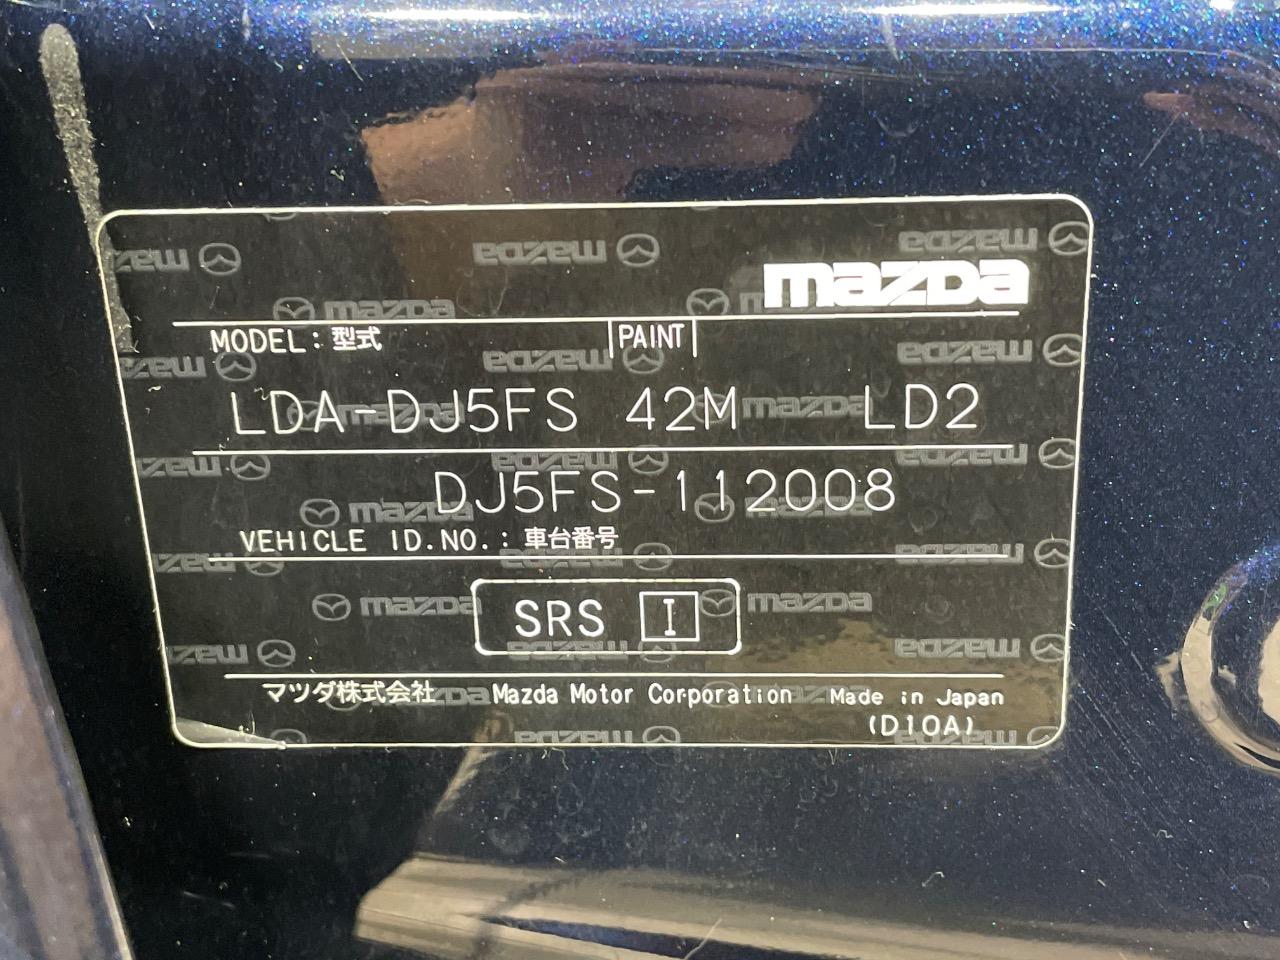 mazda
MODEL: 型式 PAINT
LDA-DJ5FS 42M LD2
DJ5FS-112008
VEHICLE ID.NO.: 車台番号
SRS I
マツダ株式会社 Mazda Motor Corporation Made in Japan
(D10A)